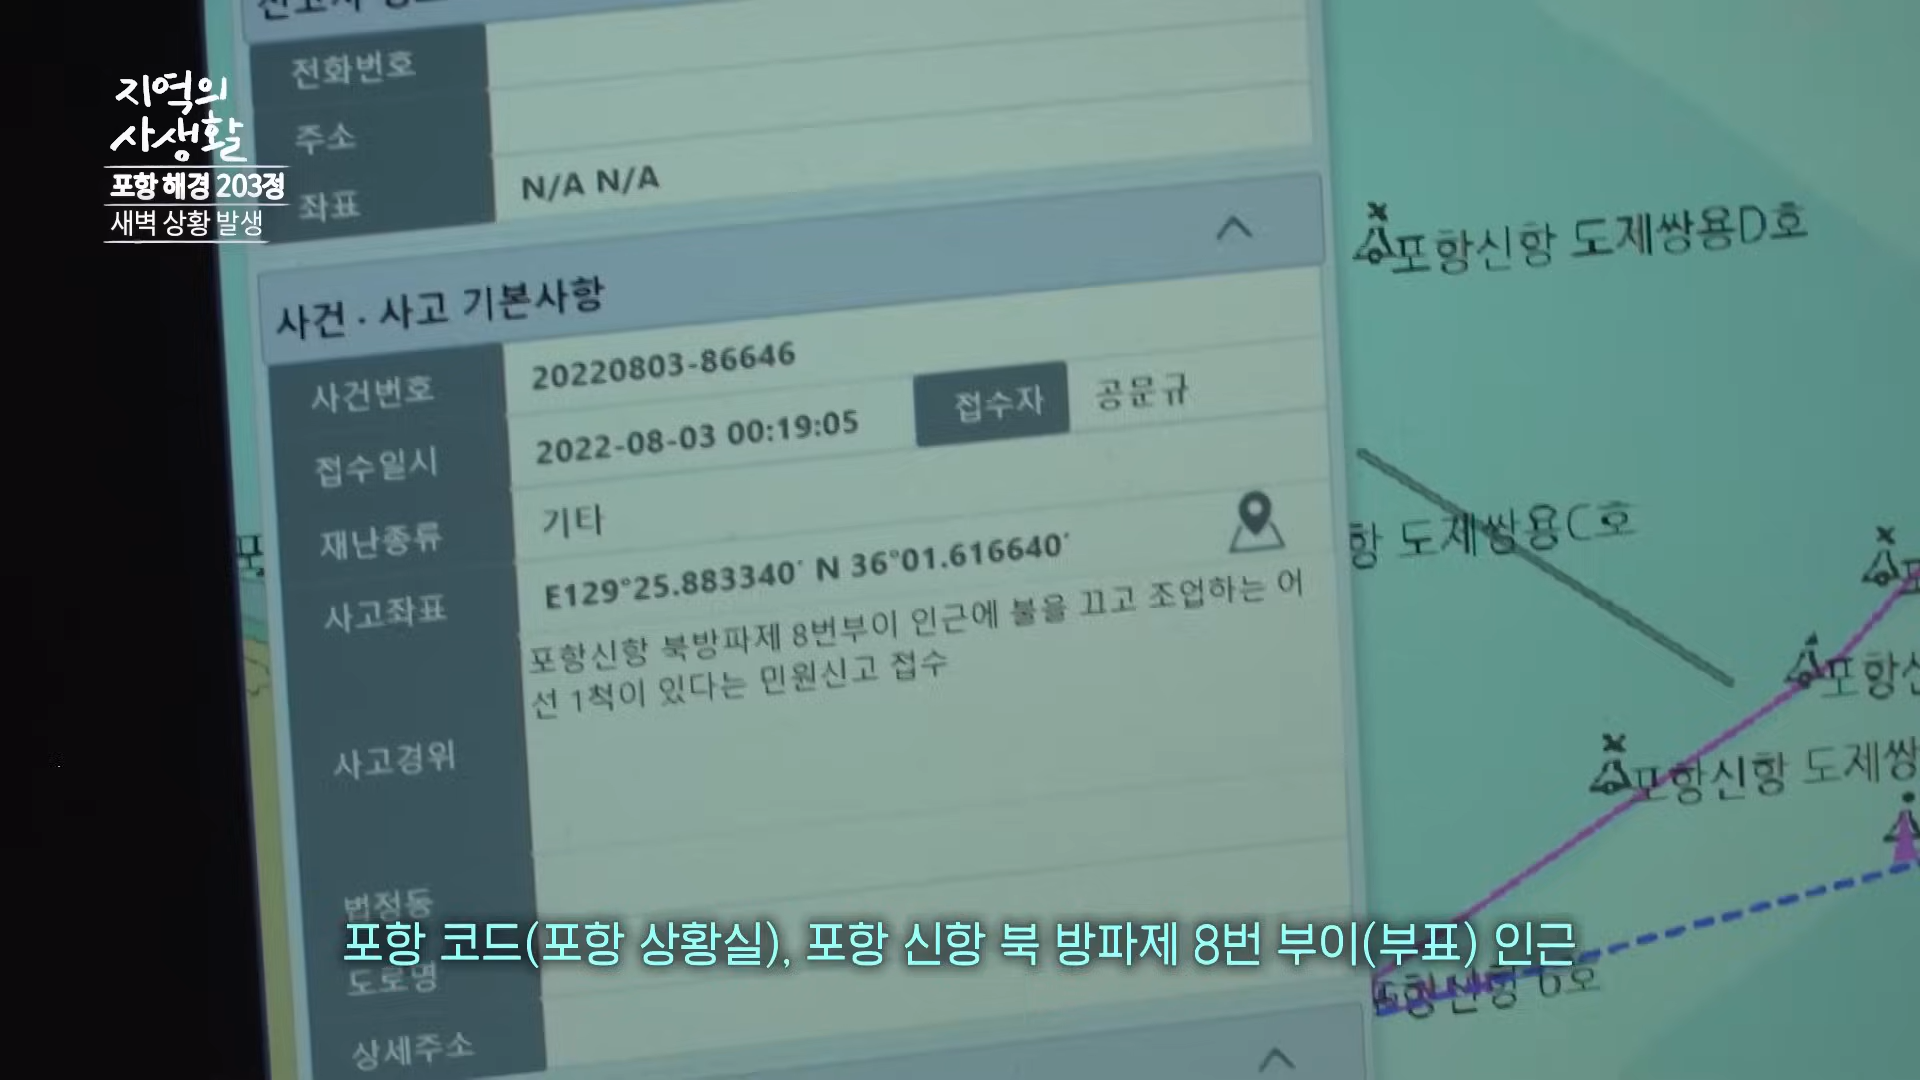 지역의
사생활
포항 해경 203정
새벽 상황 발생
전화번호
주소
좌표 N/A N/A
사건 · 사고 기본사항
사건번호 20220803-86646
접수일시 2022-08-03 00:19:05 접수자 공문규
재난종류 기타
사고좌표 E129°25.883340′ N 36°01.616640′
포항신항 북방파제 8번부이 인근에 불을 끄고 조업하는 어
선 1척이 있다는 민원신고 접수
사고경위
법정동
도로명
상세주소
포항신항 도제쌍용D호
항 도제쌍용C호
포항신
포항신항 도제쌍
포항 코드(포항 상황실), 포항 신항 북 방파제 8번 부이(부표) 인근